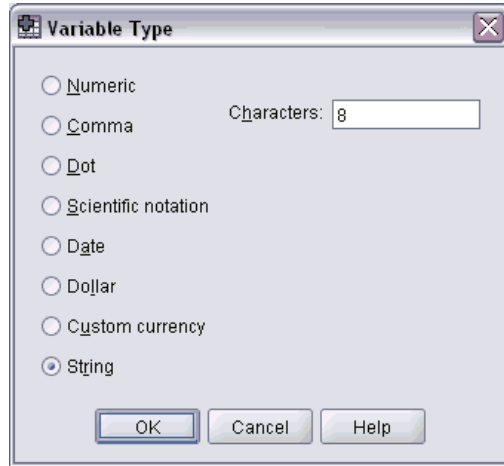 Variable Type
Numeric
Characters: 8
Comma
Dot
Scientific notation
Date
Dollar
Custom currency
String
OK Cancel Help